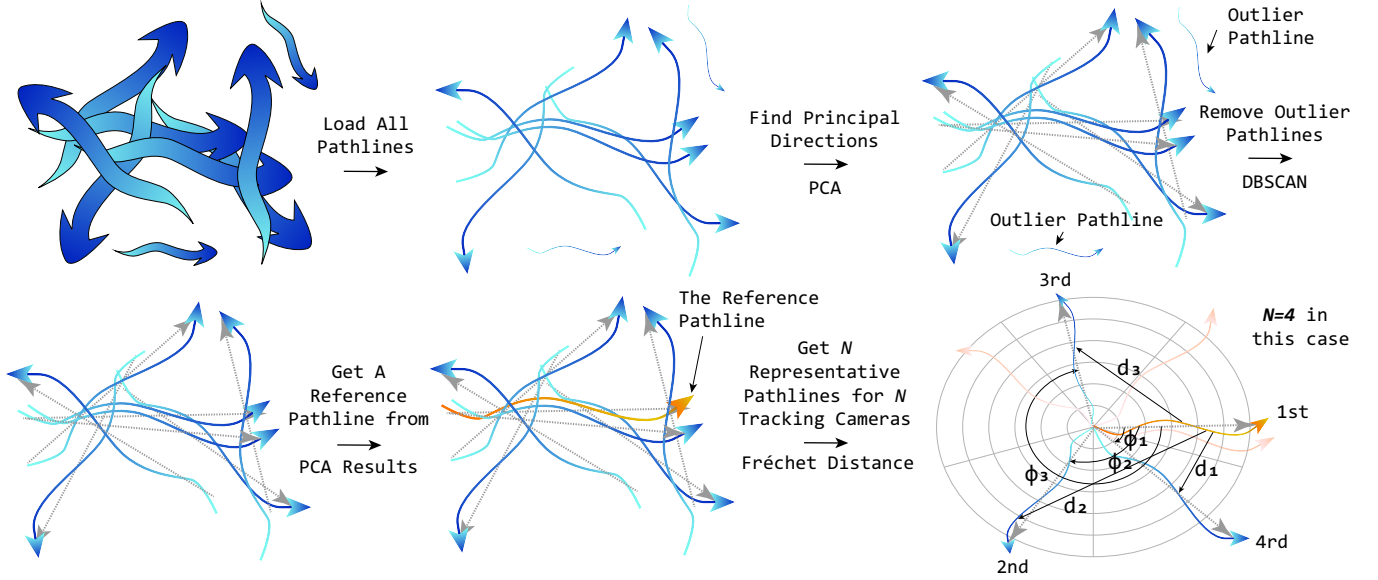 Load All
Pathlines
Find Principal
Directions
PCA
Outlier
Pathline
Remove Outlier
Pathlines
DBSCAN
Outlier Pathline
Get A
Reference
Pathline from
PCA Results
The Reference
Pathline
Get N
Representative
Pathlines for N
Tracking Cameras
Fréchet Distance
3rd
N=4 in
this case
d₃
1st
ϕ₁
ϕ₂
d₁
ϕ₃
d₂
4rd
2nd